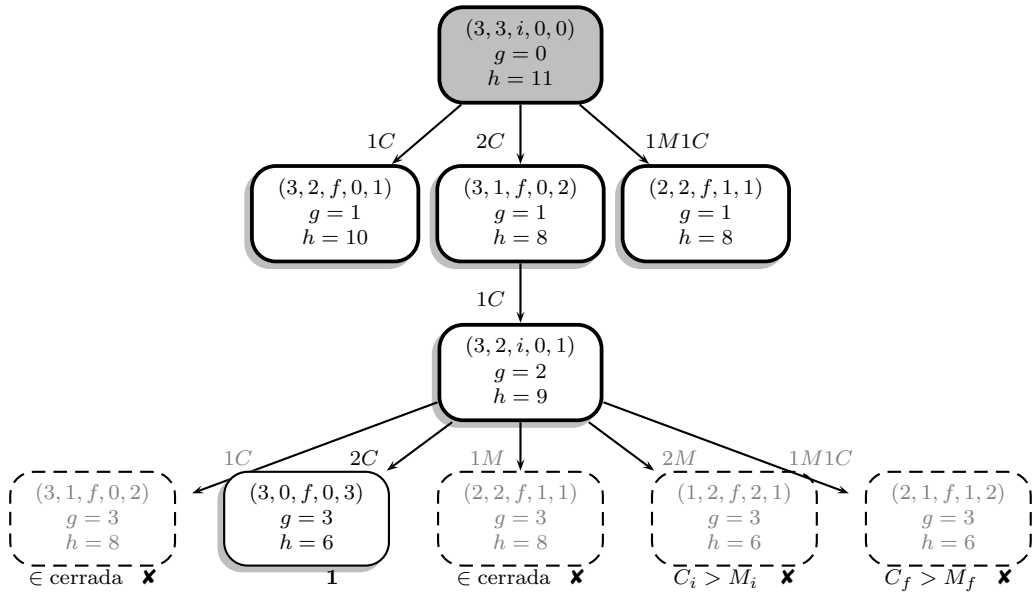 (3, 3, i, 0, 0)
g = 0
h = 11
1C
2C
1M1C
(3, 2, f, 0, 1)
g = 1
h = 10
(3, 1, f, 0, 2)
g = 1
h = 8
(2, 2, f, 1, 1)
g = 1
h = 8
1C
(3, 2, i, 0, 1)
g = 2
h = 9
1C
2C
1M
2M
1M1C
(3, 1, f, 0, 2)
g = 3
h = 8
∈ cerrada ✘
(3, 0, f, 0, 3)
g = 3
h = 6
1
(2, 2, f, 1, 1)
g = 3
h = 8
∈ cerrada ✘
(1, 2, f, 2, 1)
g = 3
h = 6
C_i > M_i ✘
(2, 1, f, 1, 2)
g = 3
h = 6
C_f > M_f ✘